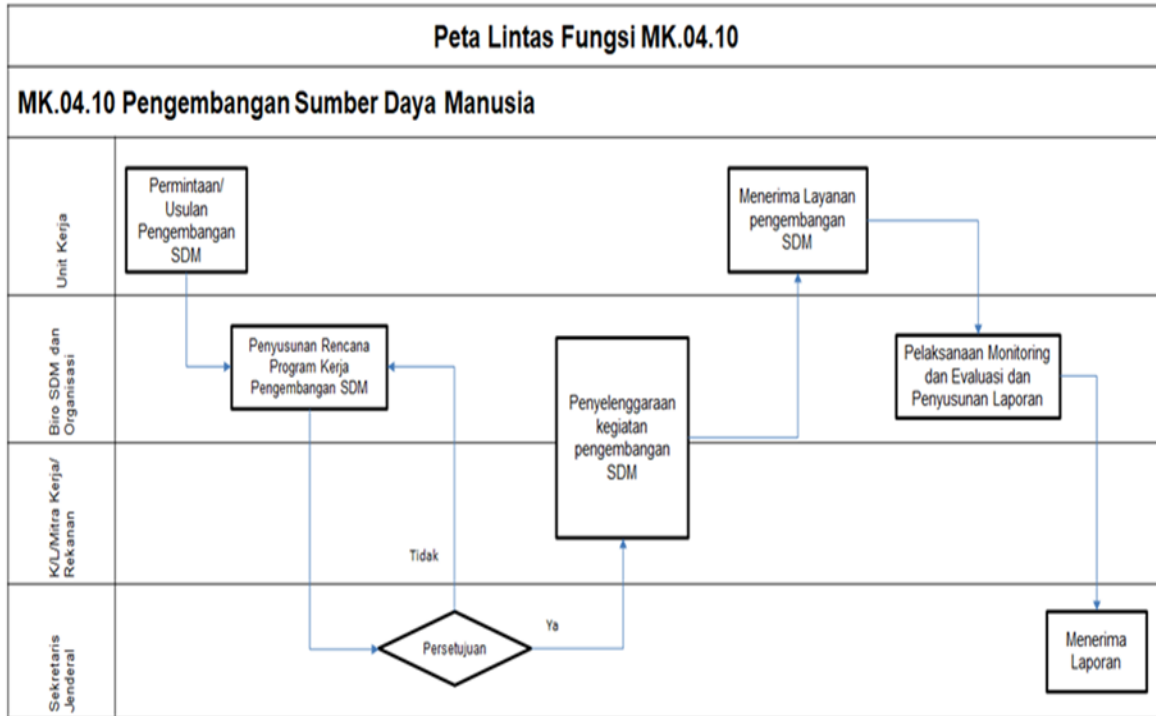 Peta Lintas Fungsi MK.04.10
MK.04.10 Pengembangan Sumber Daya Manusia
Unit Kerja
Permintaan/
Usulan
Pengembangan
SDM
Menerima Layanan
pengembangan
SDM
Biro SDM dan
Organisasi
Penyusunan Rencana
Program Kerja
Pengembangan SDM
Penyelenggaraan
kegiatan
pengembangan
SDM
Pelaksanaan Monitoring
dan Evaluasi dan
Penyusunan Laporan
K/L/Mitra Kerja/
Rekanan
Tidak
Sekretaris
Jenderal
Persetujuan
Ya
Menerima
Laporan